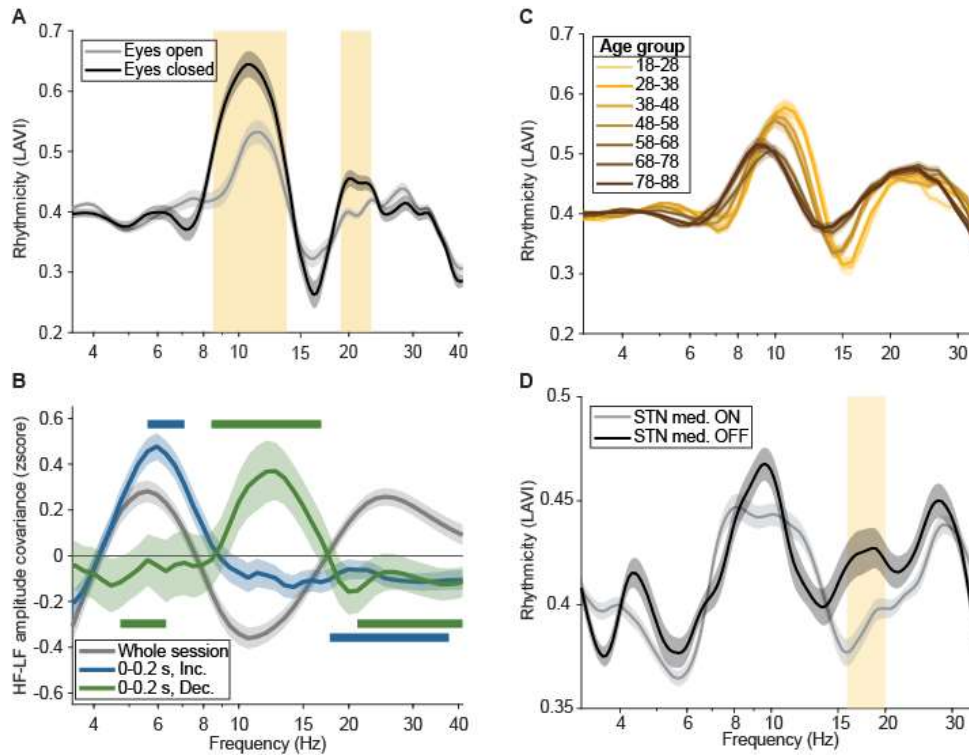 A
0.7
0.6
0.5
0.4
0.3
0.2
Rhythmicity (LAVI)
Eyes open
Eyes closed
4 6 8 10 15 20 30 40
C
0.7
0.6
0.5
0.4
0.3
0.2
Rhythmicity (LAVI)
Age group
18-28
28-38
38-48
48-58
58-68
68-78
78-88
4 6 8 10 15 20 30
B
0.6
0.4
0.2
0
-0.2
-0.4
-0.6
HF-LF amplitude covariance (zscore)
Whole session
0-0.2 s, Inc.
0-0.2 s, Dec.
4 6 8 10 15 20 30 40
Frequency (Hz)
D
0.5
0.45
0.4
0.35
Rhythmicity (LAVI)
STN med. ON
STN med. OFF
4 6 8 10 15 20 30
Frequency (Hz)